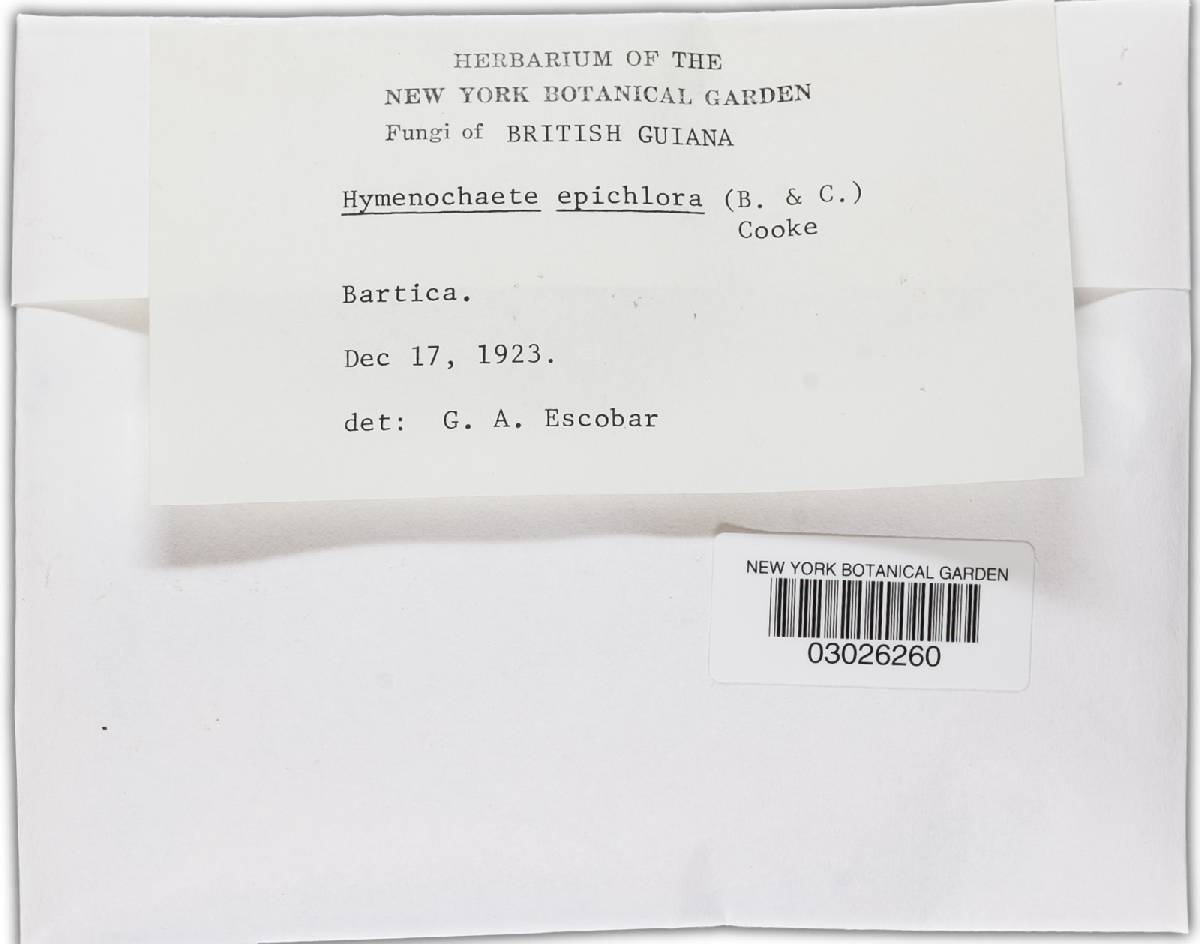 HERBARIUM OF THE
NEW YORK BOTANICAL GARDEN
Fungi of BRITISH GUIANA
Hymenochaete epichlora (B. & C.)
Cooke
Bartica.
Dec 17, 1923.
det: G. A. Escobar
NEW YORK BOTANICAL GARDEN
03026260